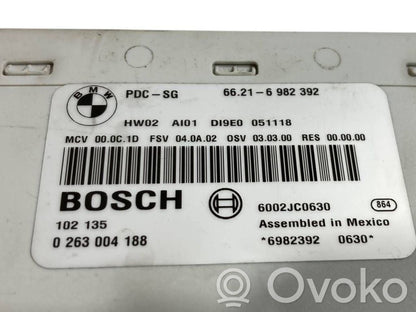 BMW
PDC-SG 66.21-6 982 392
HW02 AI01 DI9E0 051118
MCV 00.0C.1D FSV 04.0A.02 OSV 03.03.00 RES 00.00.00
BOSCH
6002JC0630 864
102 135 Assembled in Mexico
0 263 004 188 *6982392 0630*
Ovoko